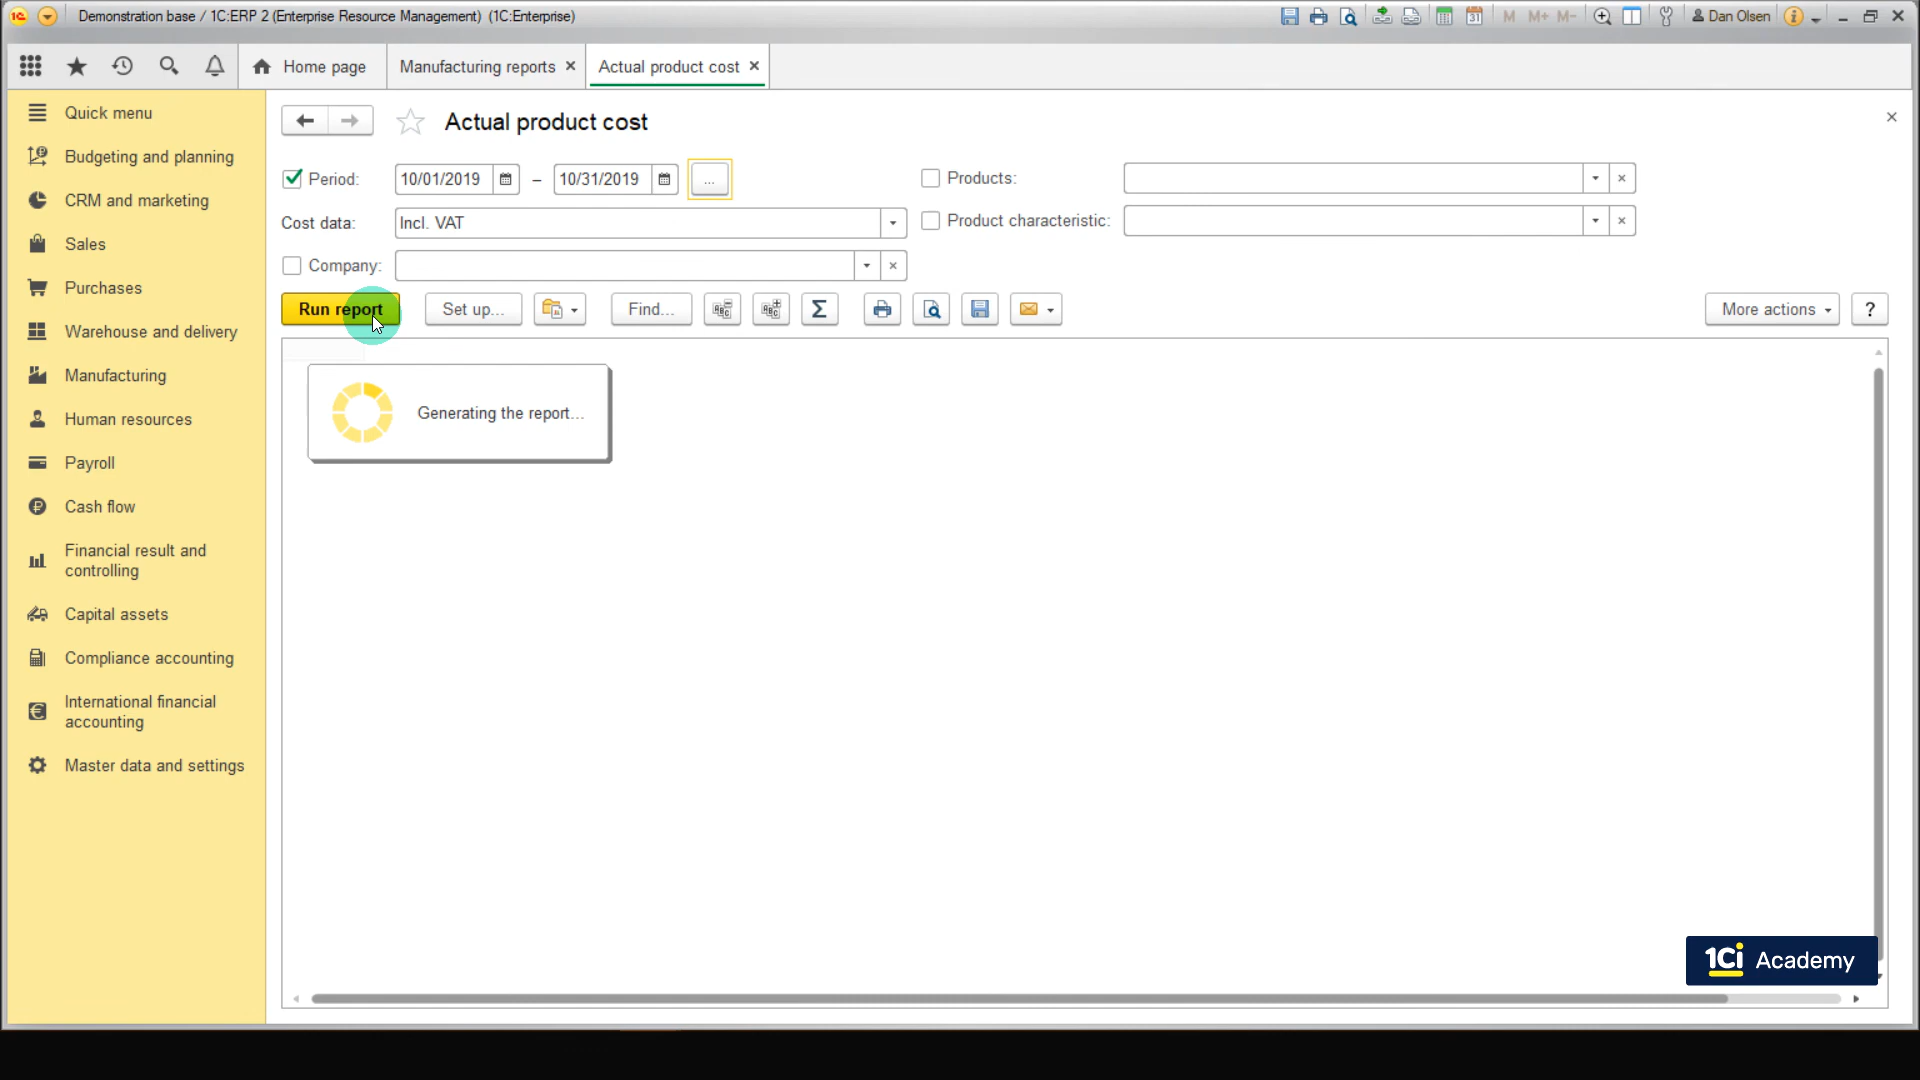 Demonstration base / 1C:ERP 2 (Enterprise Resource Management) (1C:Enterprise)
31 M M+ M- Dan Olsen
Home page
Manufacturing reports
Actual product cost
Quick menu
Budgeting and planning
CRM and marketing
Sales
Purchases
Warehouse and delivery
Manufacturing
Human resources
Payroll
Cash flow
Financial result and
controlling
Capital assets
Compliance accounting
International financial
accounting
Master data and settings
Actual product cost
Period: 10/01/2019 – 10/31/2019 ...
Products:
Cost data: Incl. VAT
Product characteristic:
Company:
Run report Set up... Find... Σ More actions ?
Generating the report...
1Ci Academy